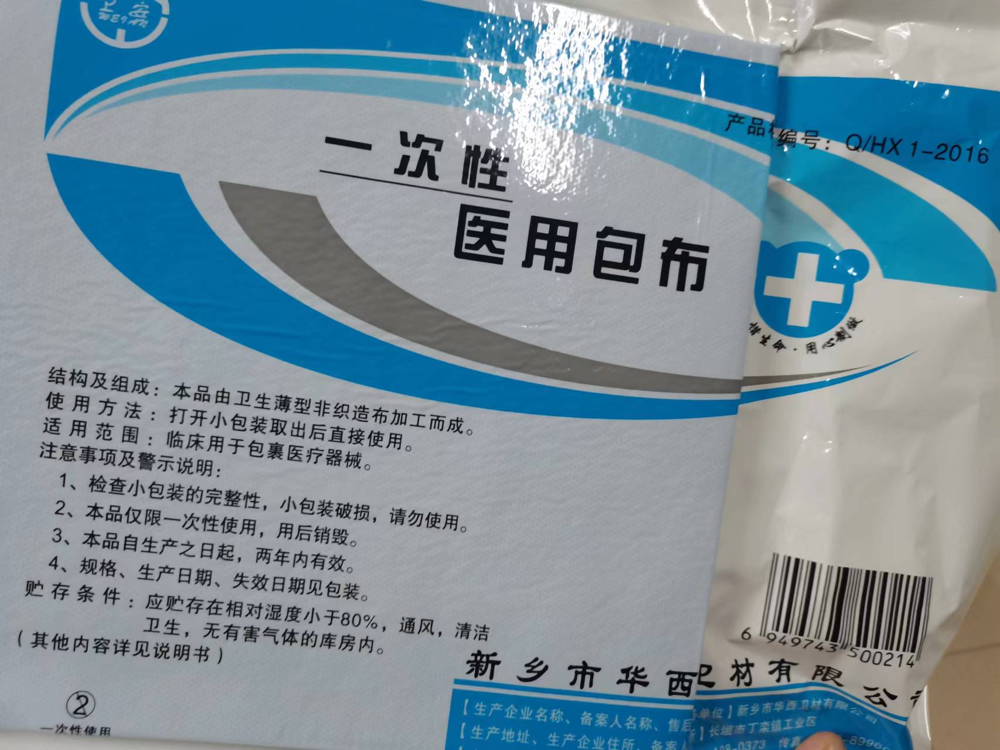 卫安
WEIAN
产品
编号：Q/HX 1-2016
一次性
医用包布
惜生命·用心制做
结构及组成：本品由卫生薄型非织造布加工而成。
使用方法：打开小包装取出后直接使用。
适用范围：临床用于包裹医疗器械。
注意事项及警示说明：
1、检查小包装的完整性，小包装破损，请勿使用。
2、本品仅限一次性使用，用后销毁。
3、本品自生产之日起，两年内有效。
4、规格、生产日期、失效日期见包装。
贮存条件：应贮存在相对湿度小于80%，通风，清洁
卫生，无有害气体的库房内。
（其他内容详见说明书）
6 949743 500214
新乡市华西卫材有限公
②
一次性使用
【生产企业名称、备案人名称、售后
单位】新乡市华西卫材有限公司
【生产地址、生产企业住所、备案人
】长垣市丁栾镇工业区
-0373 传真